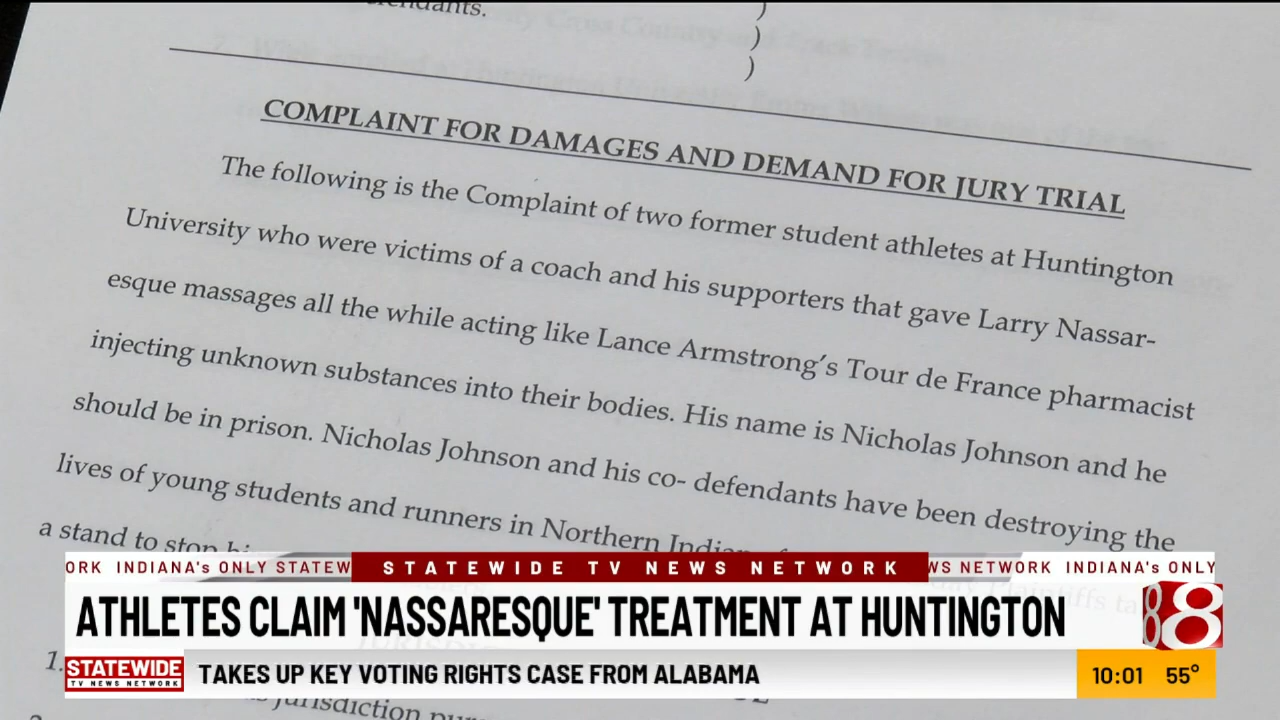 endants.
)
)
)
COMPLAINT FOR DAMAGES AND DEMAND FOR JURY TRIAL
The following is the Complaint of two former student athletes at Huntington
University who were victims of a coach and his supporters that gave Larry Nassar-
esque massages all the while acting like Lance Armstrong's Tour de France pharmacist
injecting unknown substances into their bodies. His name is Nicholas Johnson and he
should be in prison. Nicholas Johnson and his co- defendants have been destroying the
lives of young students and runners in Northern Indiana
a stand to stop
ORK INDIANA's ONLY STATEW STATEWIDE TV NEWS NETWORK WS NETWORK INDIANA's ONLY
ATHLETES CLAIM 'NASSARESQUE' TREATMENT AT HUNTINGTON
8
1.
STATEWIDE
TV NEWS NETWORK
TAKES UP KEY VOTING RIGHTS CASE FROM ALABAMA
10:01 55°
jurisdiction